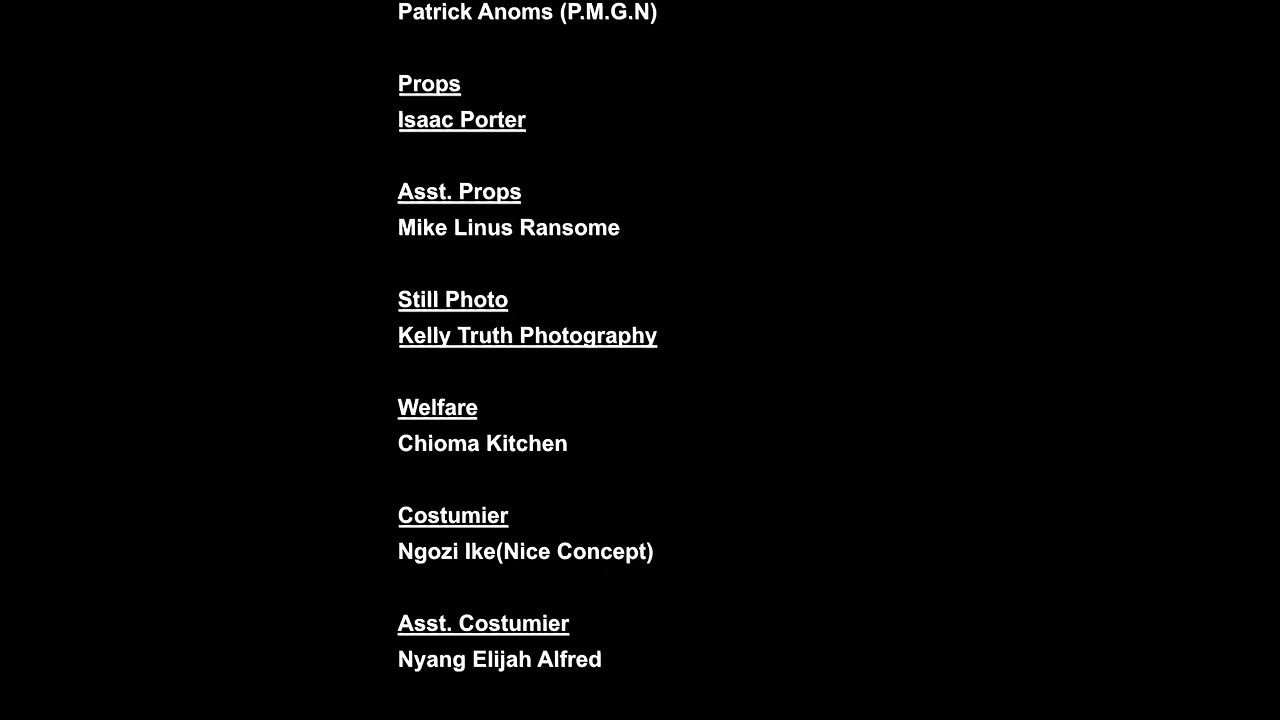 Patrick Anoms (P.M.G.N)
Props
Isaac Porter
Asst. Props
Mike Linus Ransome
Still Photo
Kelly Truth Photography
Welfare
Chioma Kitchen
Costumier
Ngozi Ike(Nice Concept)
Asst. Costumier
Nyang Elijah Alfred